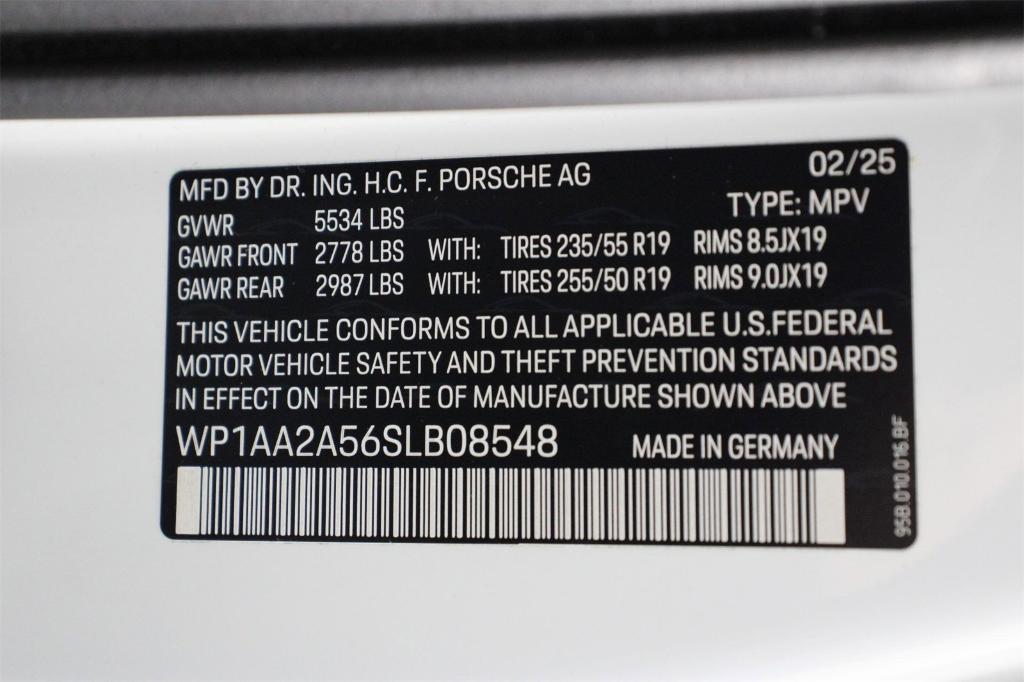 MFD BY DR. ING. H.C. F. PORSCHE AG 02/25
TYPE: MPV
GVWR 5534 LBS
GAWR FRONT 2778 LBS WITH: TIRES 235/55 R19 RIMS 8.5JX19
GAWR REAR 2987 LBS WITH: TIRES 255/50 R19 RIMS 9.0JX19
THIS VEHICLE CONFORMS TO ALL APPLICABLE U.S.FEDERAL
MOTOR VEHICLE SAFETY AND THEFT PREVENTION STANDARDS
IN EFFECT ON THE DATE OF MANUFACTURE SHOWN ABOVE
WP1AA2A56SLB08548 MADE IN GERMANY
95B.010.016.BF